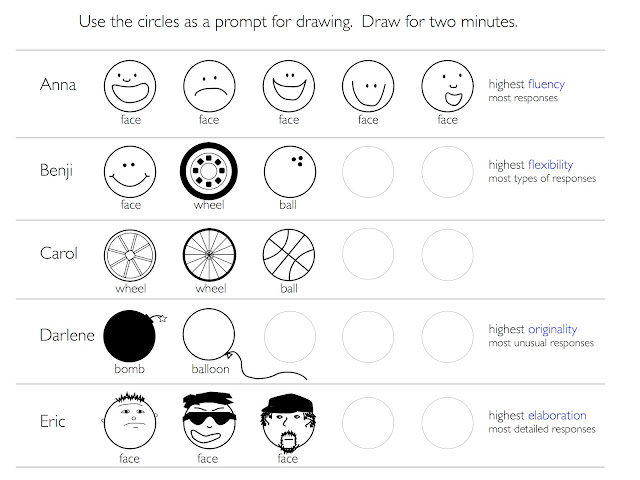 Use the circles as a prompt for drawing. Draw for two minutes.
Anna
face face face face face
highest fluency
most responses
Benji
face wheel ball
highest flexibility
most types of responses
Carol
wheel wheel ball
Darlene
bomb balloon
highest originality
most unusual responses
Eric
face face face
highest elaboration
most detailed responses